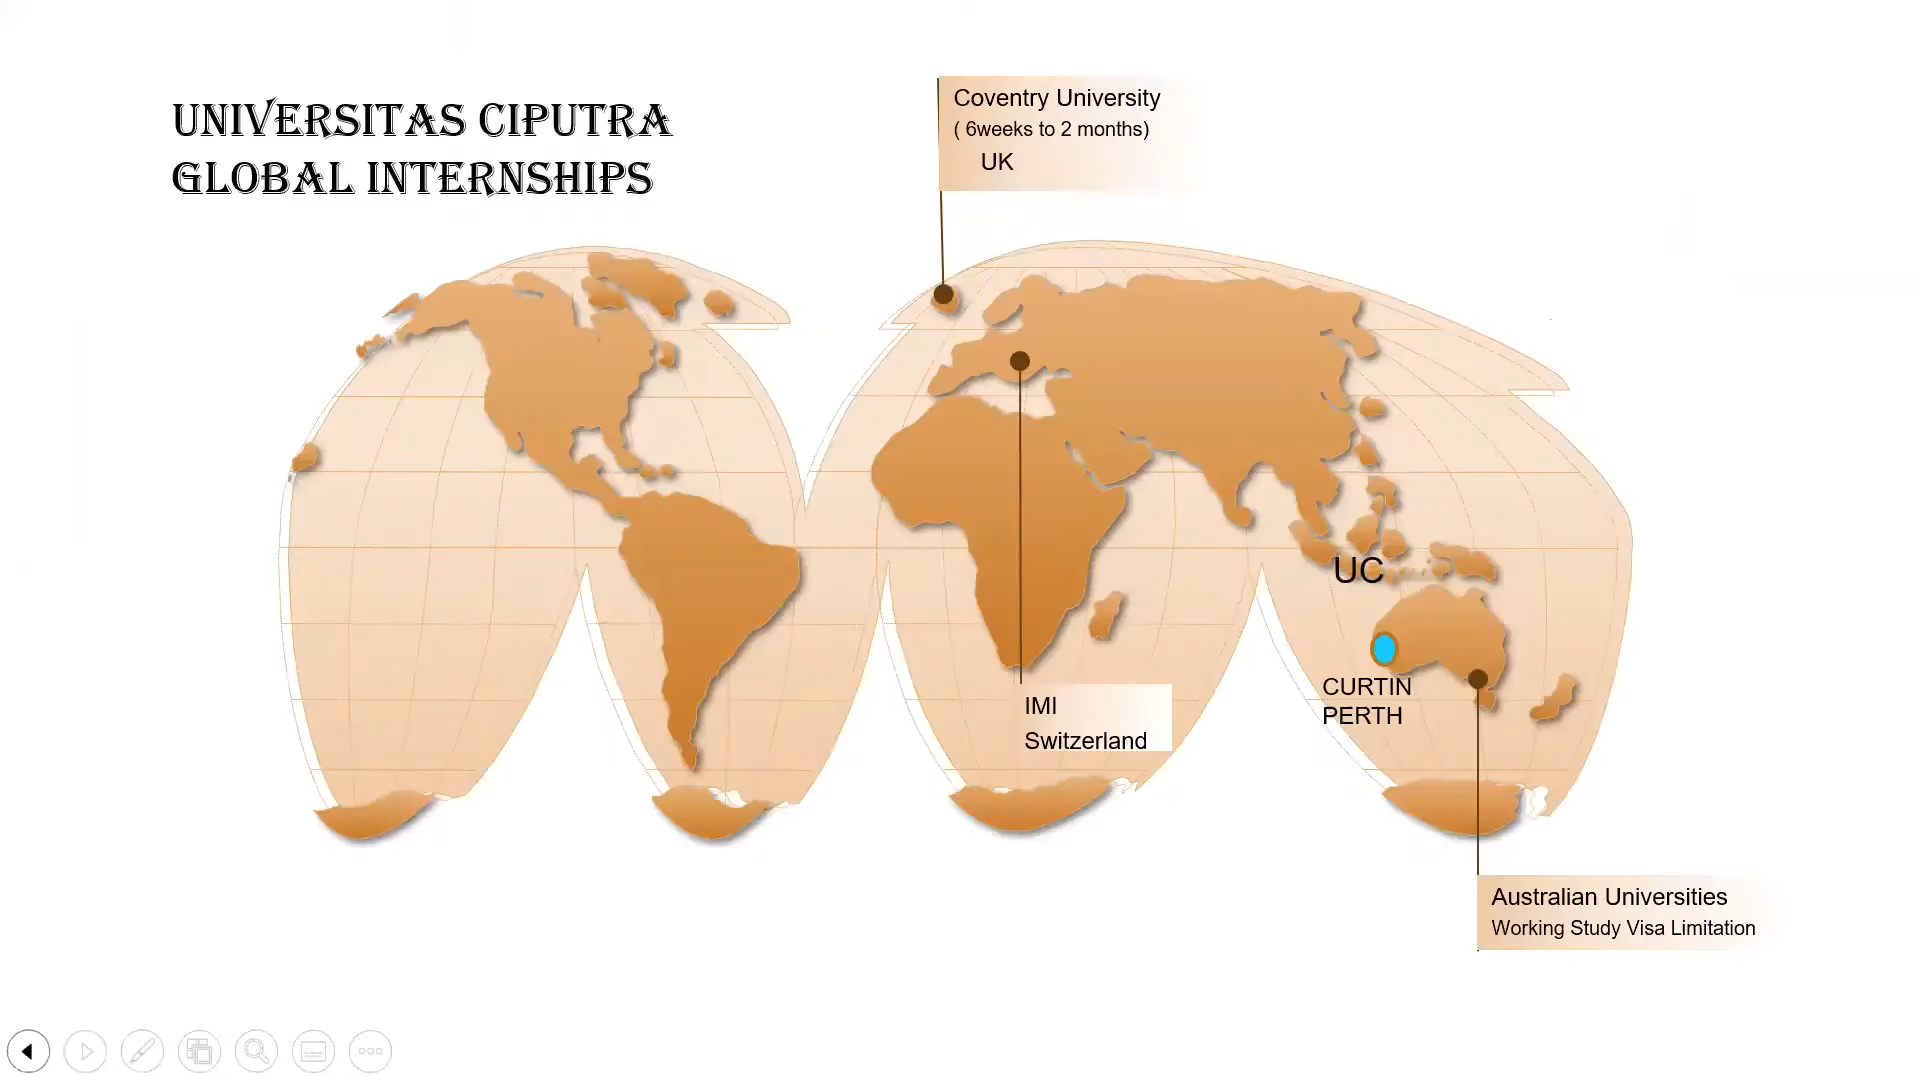 UNIVERSITAS CIPUTRA
GLOBAL INTERNSHIPS
Coventry University
( 6weeks to 2 months)
UK
UC
CURTIN
PERTH
IMI
Switzerland
Australian Universities
Working Study Visa Limitation